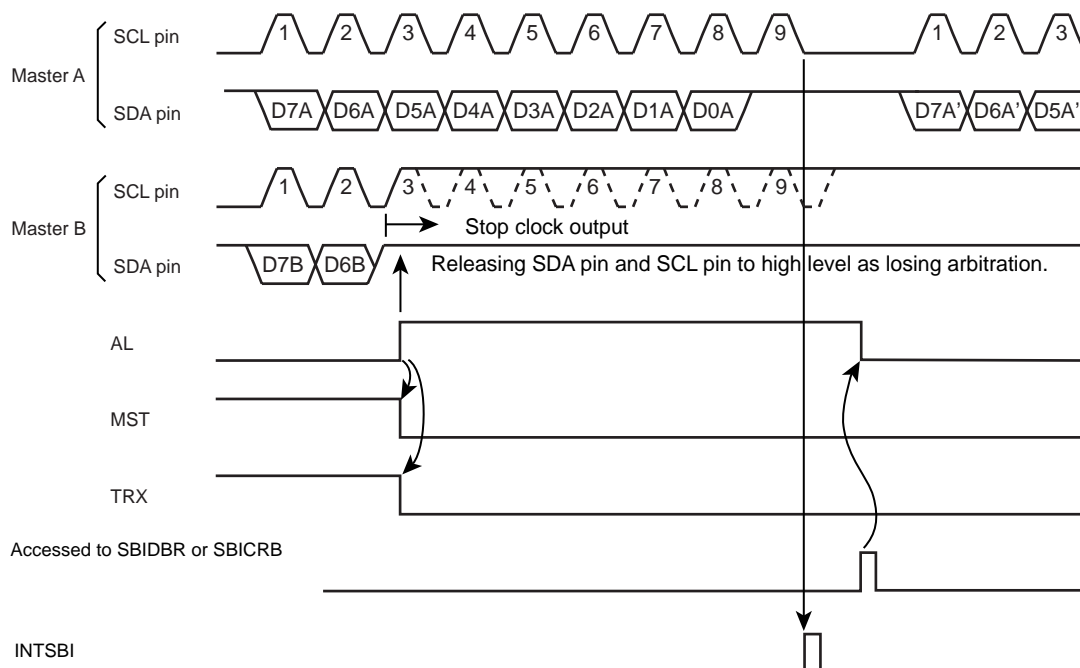 SCL pin 1 2 3 4 5 6 7 8 9 1 2 3
Master A
SDA pin D7A D6A D5A D4A D3A D2A D1A D0A D7A' D6A' D5A'
SCL pin 1 2 3 4 5 6 7 8 9
Master B
Stop clock output
SDA pin D7B D6B
Releasing SDA pin and SCL pin to high level as losing arbitration.
AL
MST
TRX
Accessed to SBIDBR or SBICRB
INTSBI